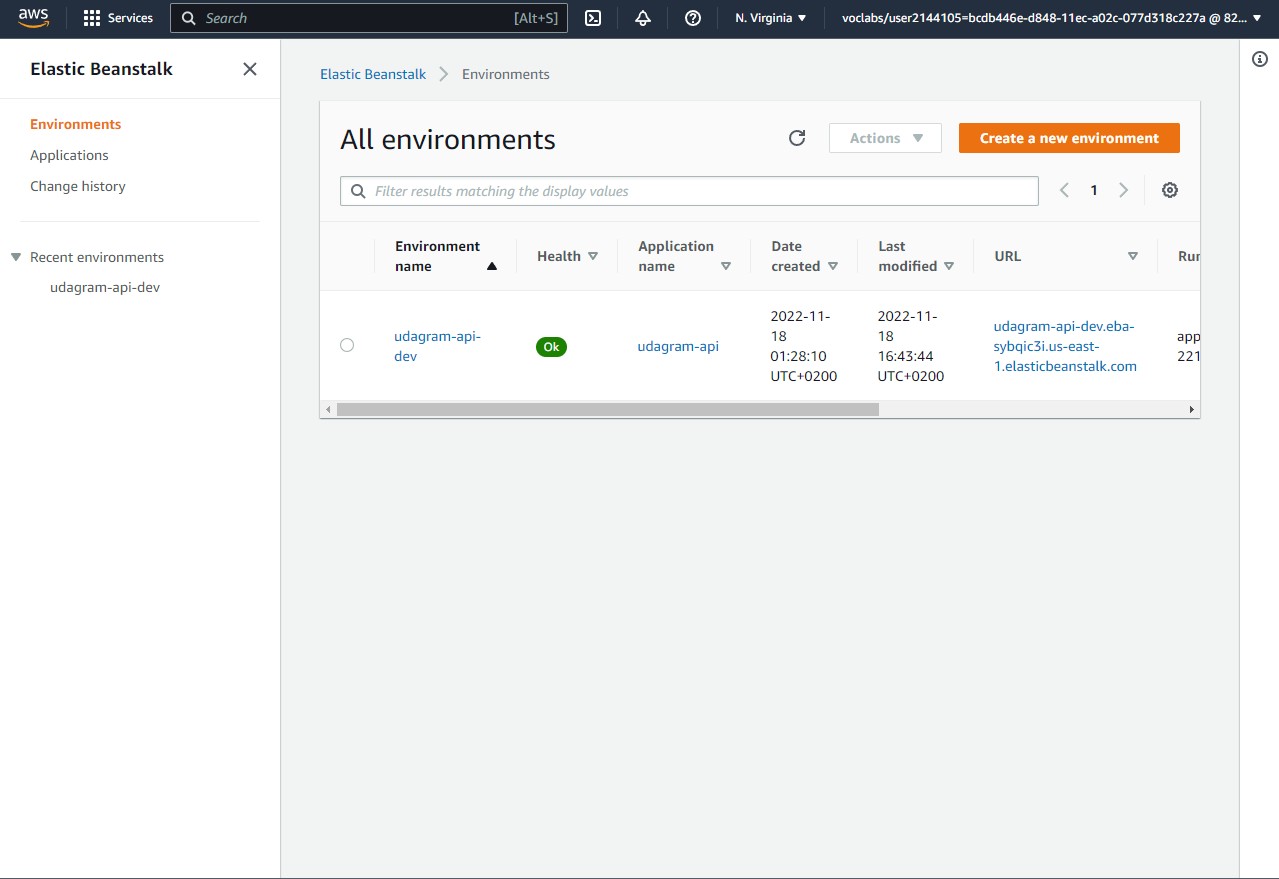 aws
Services
Search [Alt+S]
N. Virginia
voclabs/user2144105=bcdb446e-d848-11ec-a02c-077d318c227a @ 82...
Elastic Beanstalk
Environments
Applications
Change history
Recent environments
udagram-api-dev
Elastic Beanstalk
Environments
All environments
Actions
Create a new environment
Filter results matching the display values
1
Environment
name
Health
Application
name
Date
created
Last
modified
URL
Run
udagram-api-
dev
Ok
udagram-api
2022-11-
18
01:28:10
UTC+0200
2022-11-
18
16:43:44
UTC+0200
udagram-api-dev.eba-
sybqic3i.us-east-
1.elasticbeanstalk.com
app
221